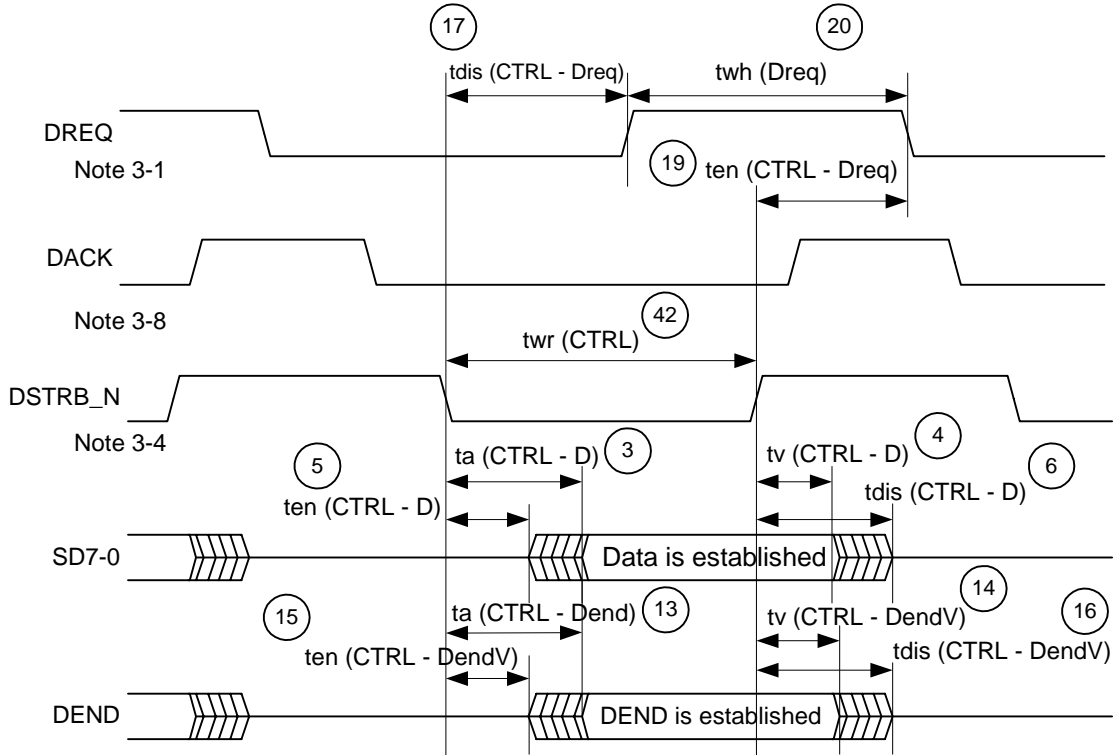 17
20
tdis (CTRL - Dreq)
twh (Dreq)
DREQ
Note 3-1
19
ten (CTRL - Dreq)
DACK
Note 3-8
42
twr (CTRL)
DSTRB_N
Note 3-4
5
ta (CTRL - D)
3
tv (CTRL - D)
4
6
ten (CTRL - D)
tdis (CTRL - D)
SD7-0
Data is established
15
ta (CTRL - Dend)
13
tv (CTRL - DendV)
14
16
ten (CTRL - DendV)
tdis (CTRL - DendV)
DEND
DEND is established